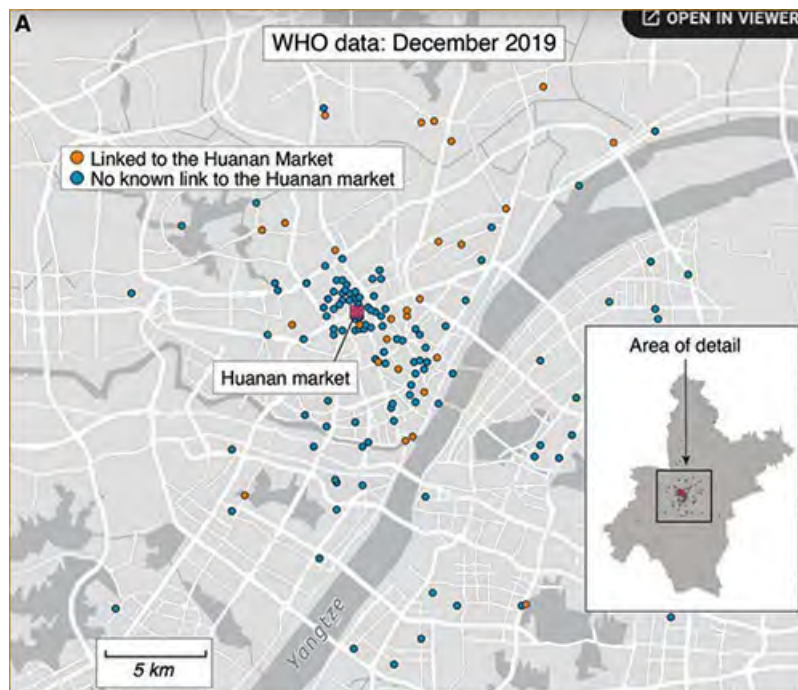 A
OPEN IN VIEWER
WHO data: December 2019
Linked to the Huanan Market
No known link to the Huanan market
Huanan market
Area of detail
Yangtze
5 km